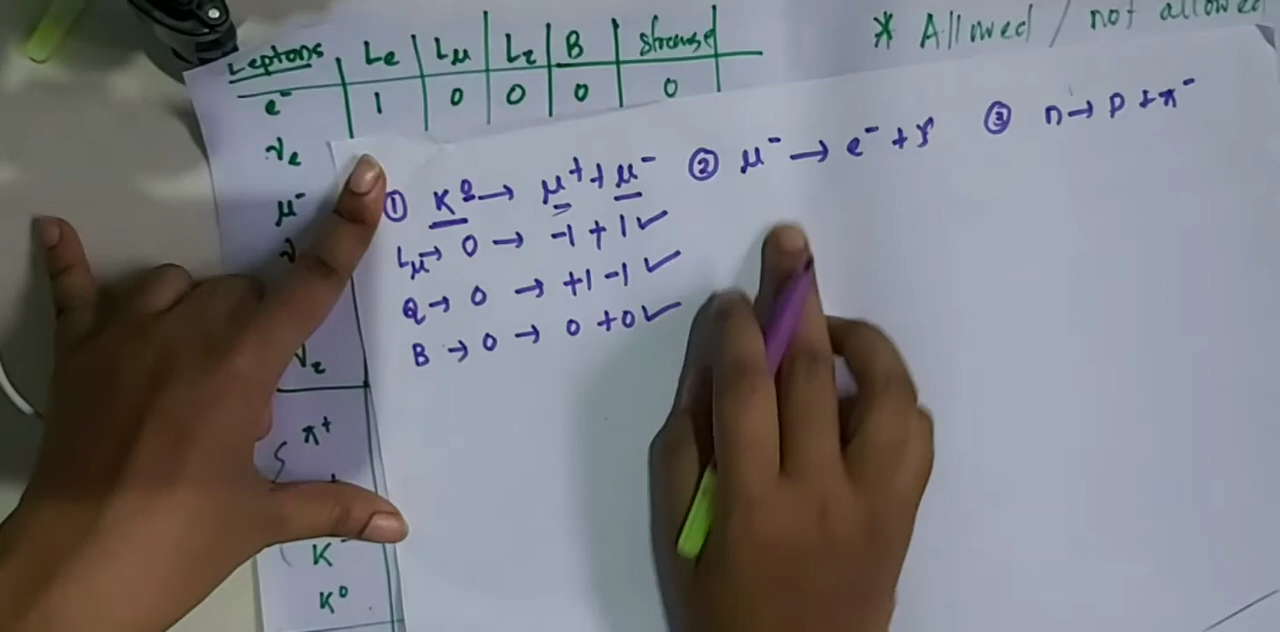 * Allowed / not allowed
Leptons Le Lμ Lτ B
e⁻ 1 0 0 0 0
νe
μ⁻
ν
ντ
π⁺
K⁻
K⁰
① K⁰ → μ⁺ + μ⁻
Lμ → 0 → -1 + 1 ✓
Q → 0 → +1 -1 ✓
B → 0 → 0 + 0 ✓
② μ⁻ → e⁻ + γ
③ n → p + π⁻